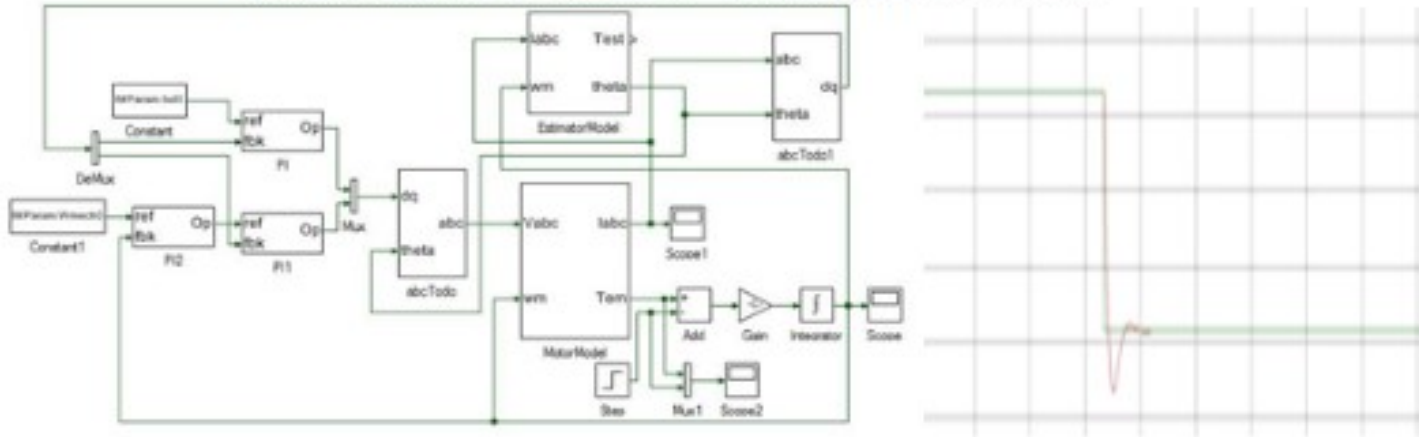 Iabc
Test
wm
theta
EstimatorModel
abc
dq
theta
abcTodq1
Constant
ref
fbk
Op
PI
DeMux
Constant1
ref
fbk
Op
PI2
ref
fbk
Op
PI1
Mux
dq
abc
theta
abcTodq
Vabc
Iabc
wm
Tem
MotorModel
Scope1
Add
Gain
Integrator
Scope
Step
Mux1
Scope2